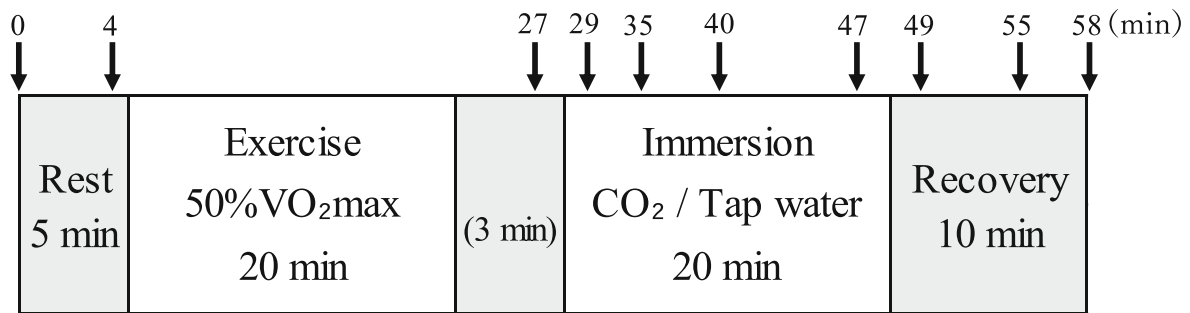 0 4 27 29 35 40 47 49 55 58 (min)
Rest
5 min
Exercise
50%VO₂max
20 min
(3 min)
Immersion
CO₂ / Tap water
20 min
Recovery
10 min